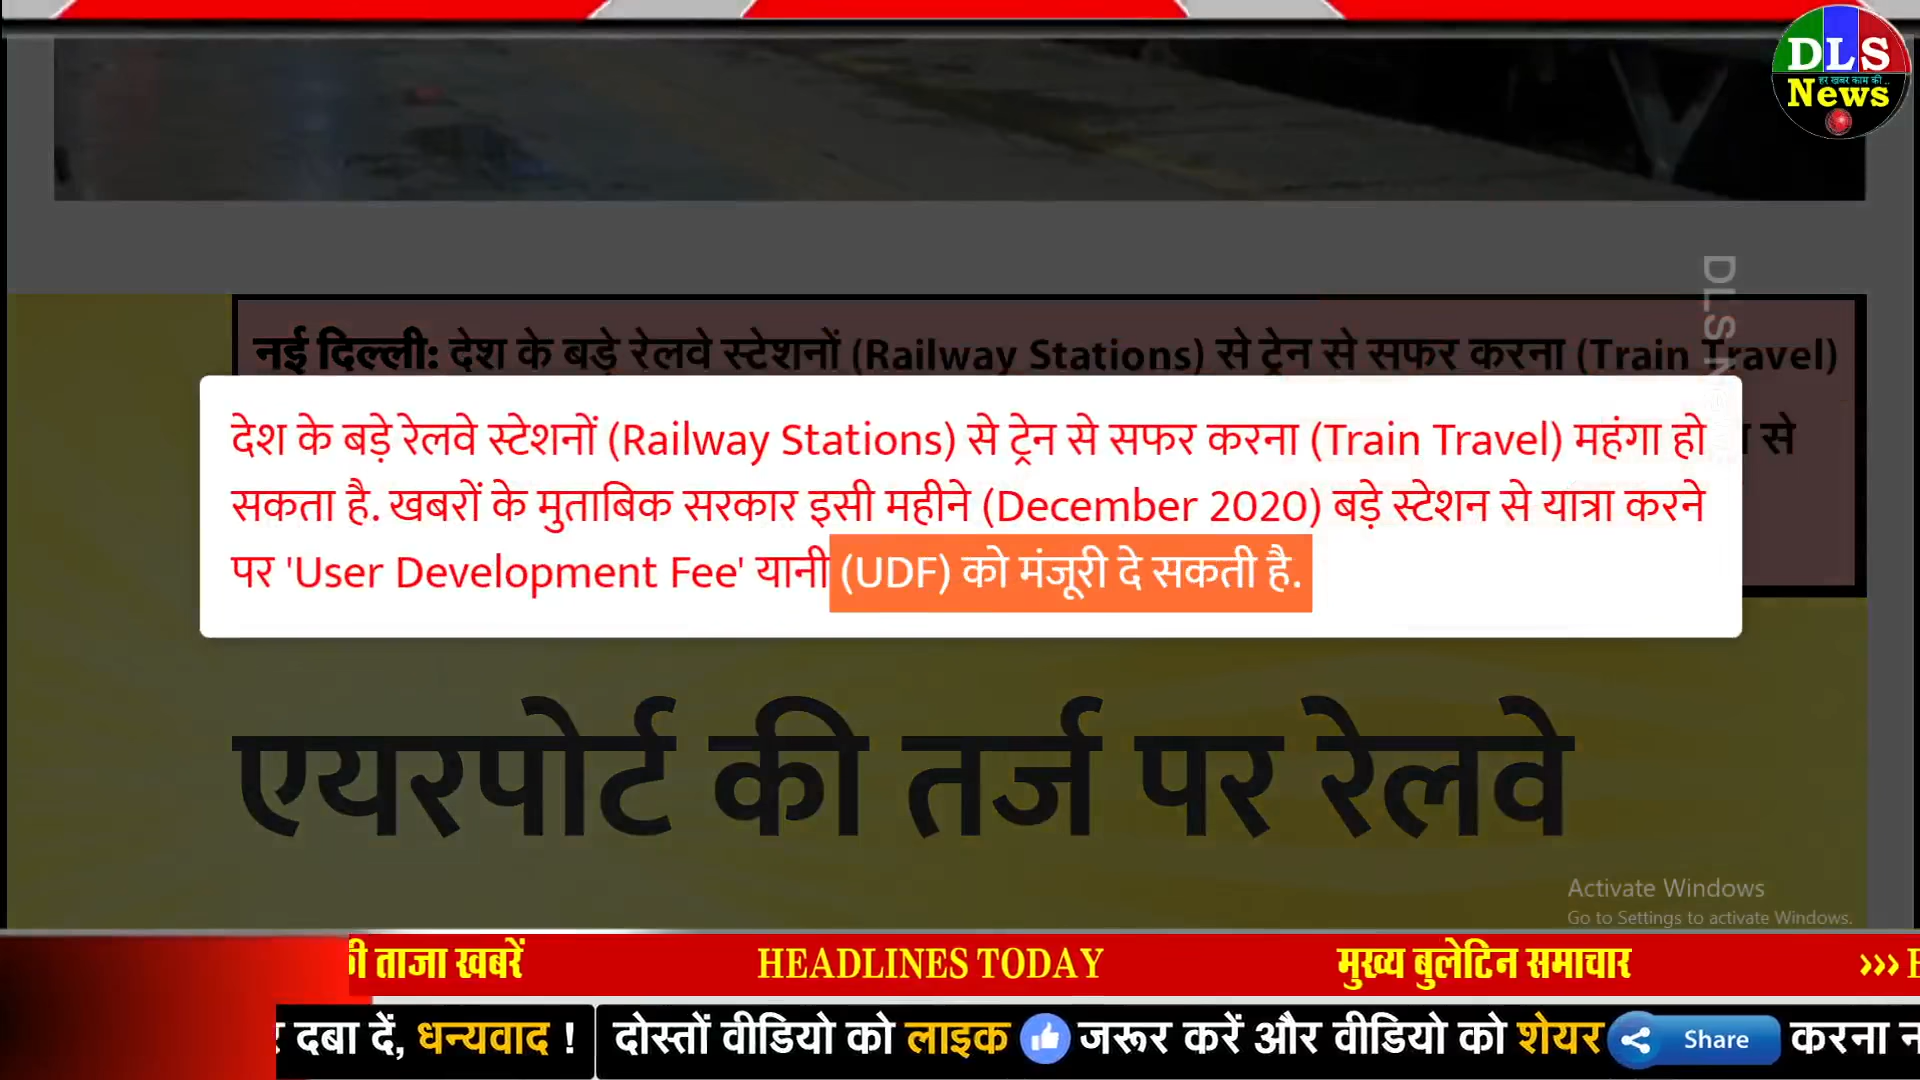 DLS
हर खबर काम की..
News
DLS
नई दिल्ली: देश के बड़े रेलवे स्टेशनों (Railway Stations) से ट्रेन से सफर करना (Train Travel)
देश के बड़े रेलवे स्टेशनों (Railway Stations) से ट्रेन से सफर करना (Train Travel) महंगा हो
से
सकता है. खबरों के मुताबिक सरकार इसी महीने (December 2020) बड़े स्टेशन से यात्रा करने
पर 'User Development Fee' यानी (UDF) को मंजूरी दे सकती है.
एयरपोर्ट की तर्ज पर रेलवे
Activate Windows
Go to Settings to activate Windows.
की ताजा खबरें HEADLINES TODAY मुख्य बुलेटिन समाचार >>>
दबा दें, धन्यवाद ! दोस्तों वीडियो को लाइक जरूर करें और वीडियो को शेयर Share करना